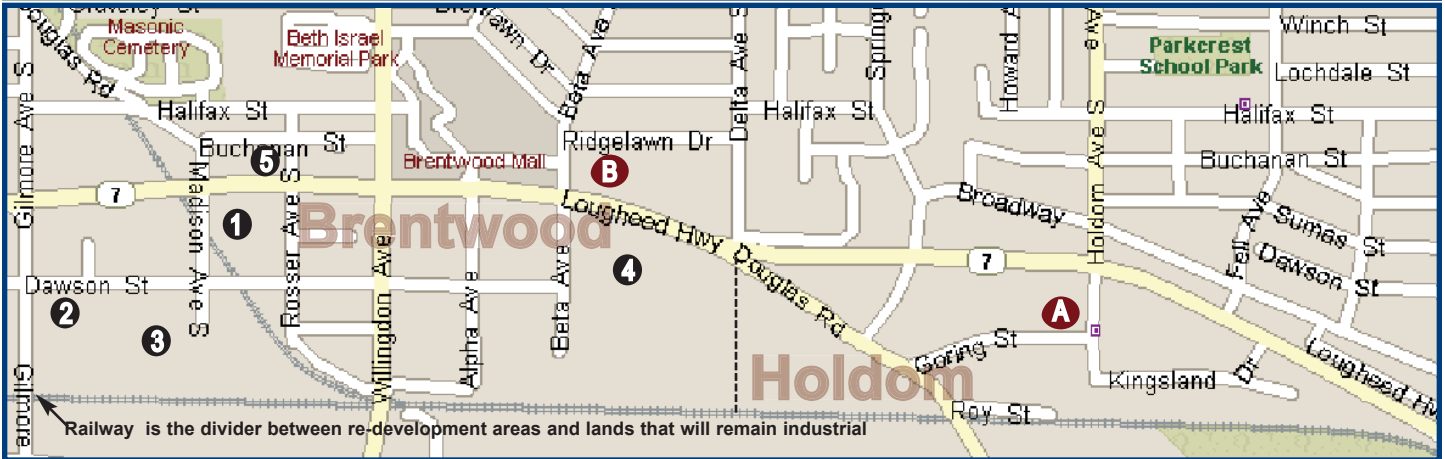 Douglas Rd
Masonic
Cemetery
Beth Israel
Memorial Park
Beta Ave
Delta Ave S
Spring
Howard A
Ave
Winch St
Parkcrest
School Park
Lochdale St
Gilmore Ave S
Halifax St
Halifax St
Halifax St
Buchanan St
5
Brentwood Mall
Ridgelawn Dr
B
Buchanan St
7
Madison Ave S
1
Rosser Ave S
Brentwood
Willingdon Ave
Lougheed Hwy
Broadway
Holdom Ave S
Fell Ave
Sumas St
Dawson St
4
7
Douglas Rd
Dawson St
2
3
Alpha Ave
Beta Ave
A
Goring St
Holdom
Kingsland Dr
Lougheed Hw
Roy St
Gilmore
Railway is the divider between re-development areas and lands that will remain industrial